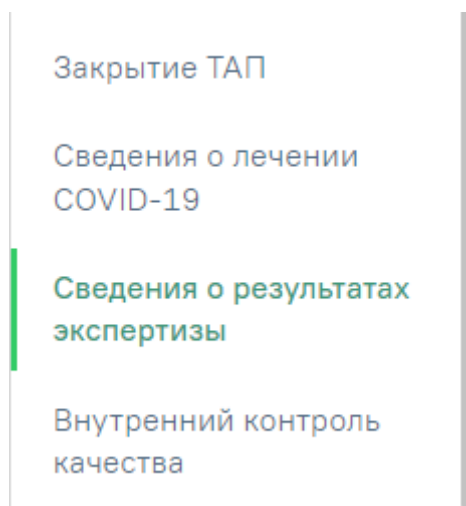 Закрытие ТАП
Сведения о лечении
COVID-19
Сведения о результатах
экспертизы
Внутренний контроль
качества